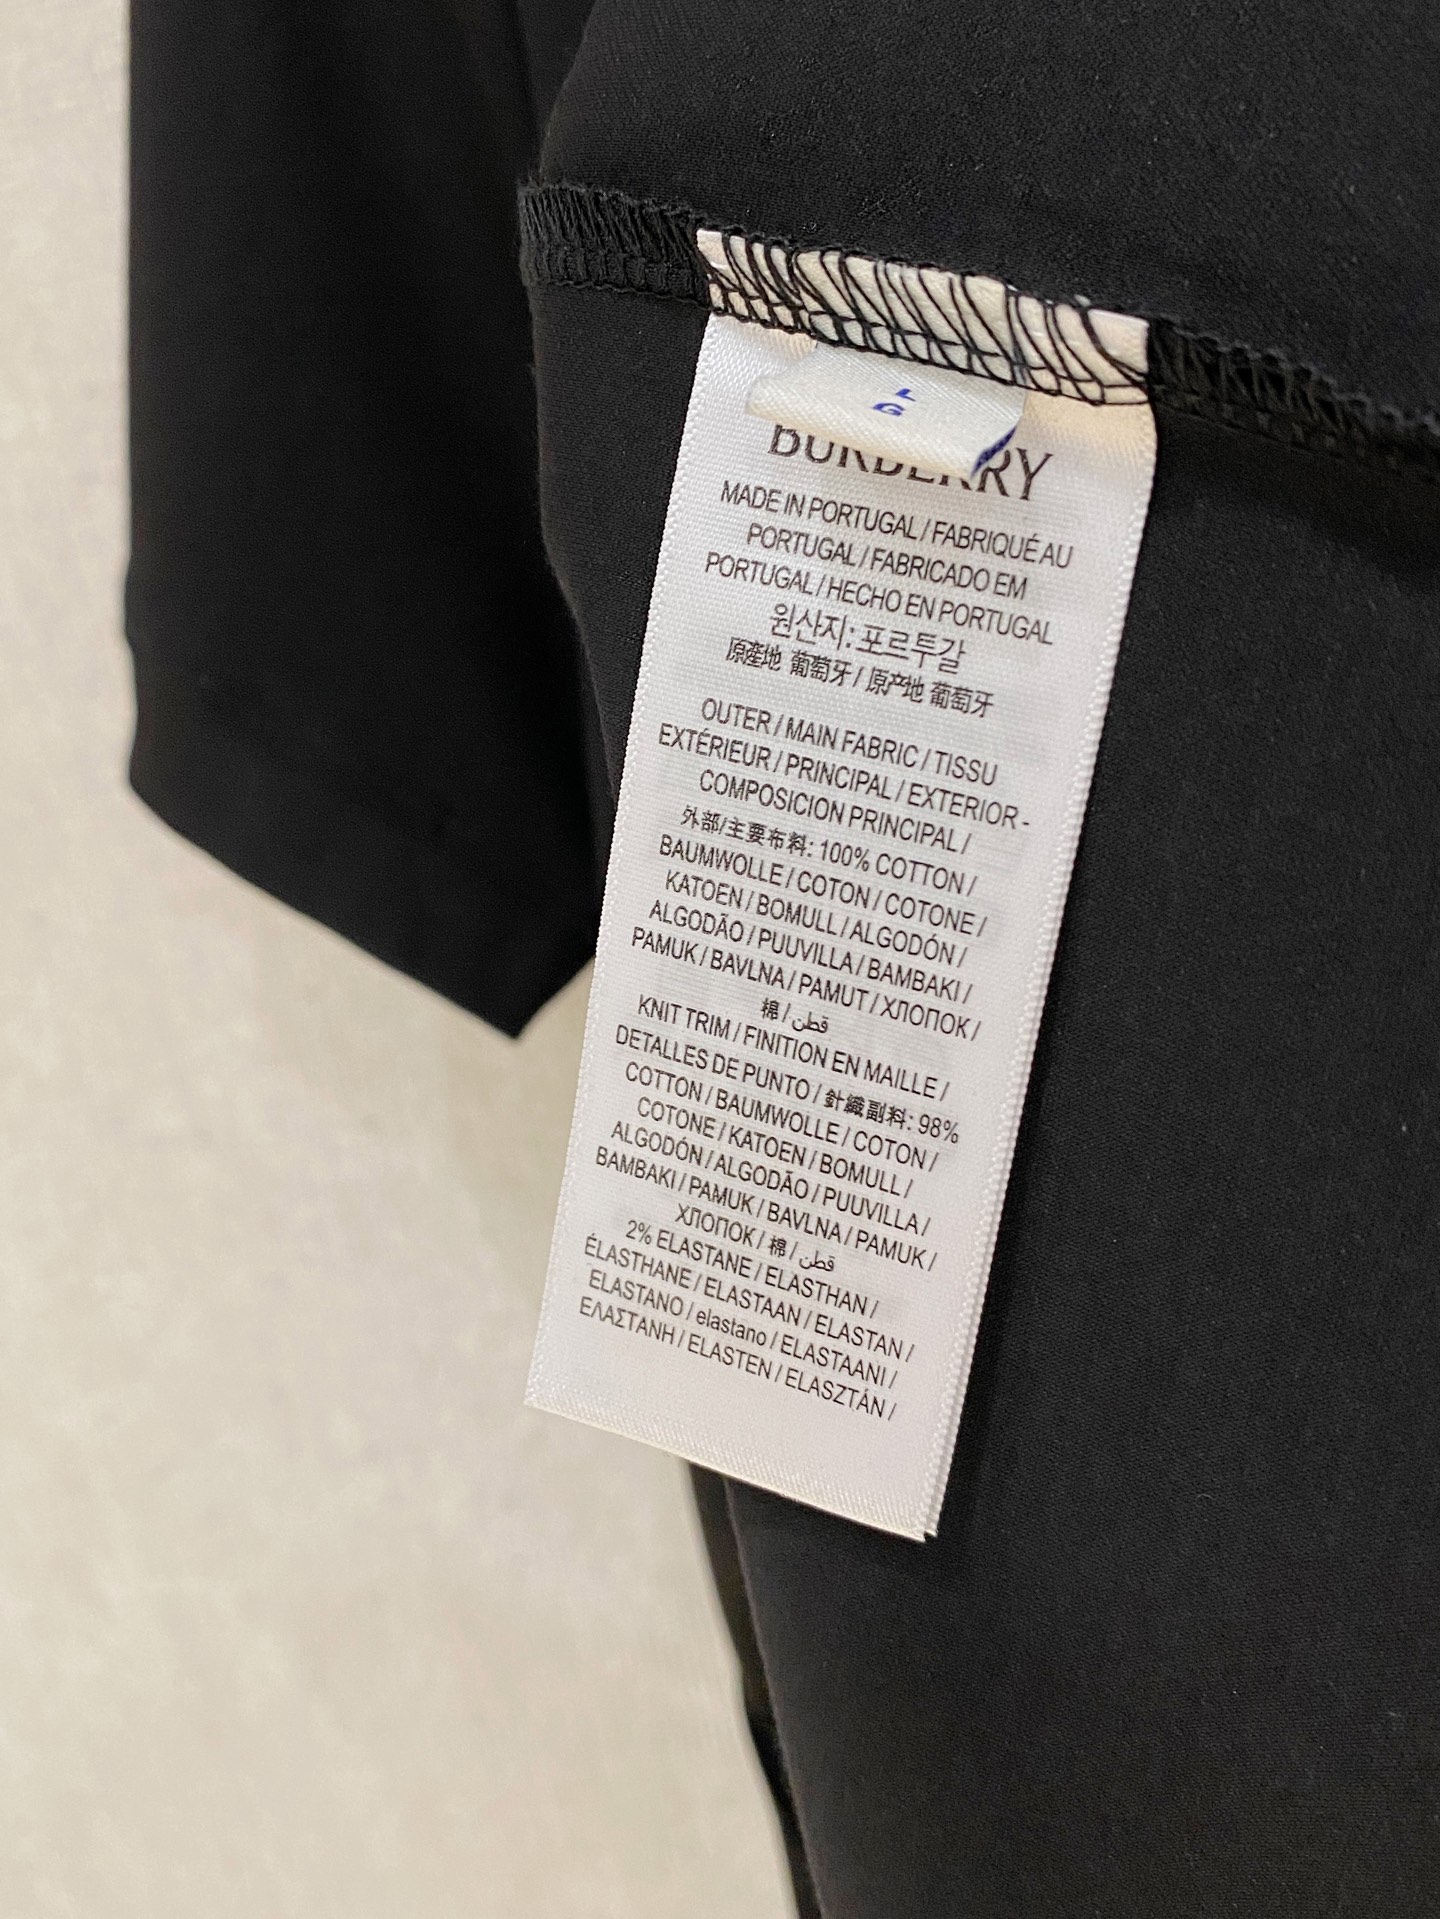 L
G
BURBERRY
MADE IN PORTUGAL / FABRIQUÉ AU
PORTUGAL / FABRICADO EM
PORTUGAL / HECHO EN PORTUGAL
원산지: 포르투갈
原產地 葡萄牙 / 原产地 葡萄牙
OUTER / MAIN FABRIC / TISSU
EXTÉRIEUR / PRINCIPAL / EXTERIOR -
COMPOSICION PRINCIPAL /
外部/主要布料: 100% COTTON /
BAUMWOLLE / COTON / COTONE /
KATOEN / BOMULL / ALGODÓN /
ALGODÃO / PUUVILLA / BAMBAKI /
PAMUK / BAVLNA / PAMUT / ХЛОПОК /
棉 / قطن
KNIT TRIM / FINITION EN MAILLE /
DETALLES DE PUNTO / 針織副料: 98%
COTTON / BAUMWOLLE / COTON /
COTONE / KATOEN / BOMULL /
ALGODÓN / ALGODÃO / PUUVILLA /
BAMBAKI / PAMUK / BAVLNA / PAMUK /
ХЛОПОК / 棉 / قطن
2% ELASTANE / ELASTHAN /
ÉLASTHANE / ELASTAAN / ELASTAN /
ELASTANO / elastano / ELASTAANI /
ΕΛΑΣΤΑΝΗ / ELASTEN / ELASZTÁN /